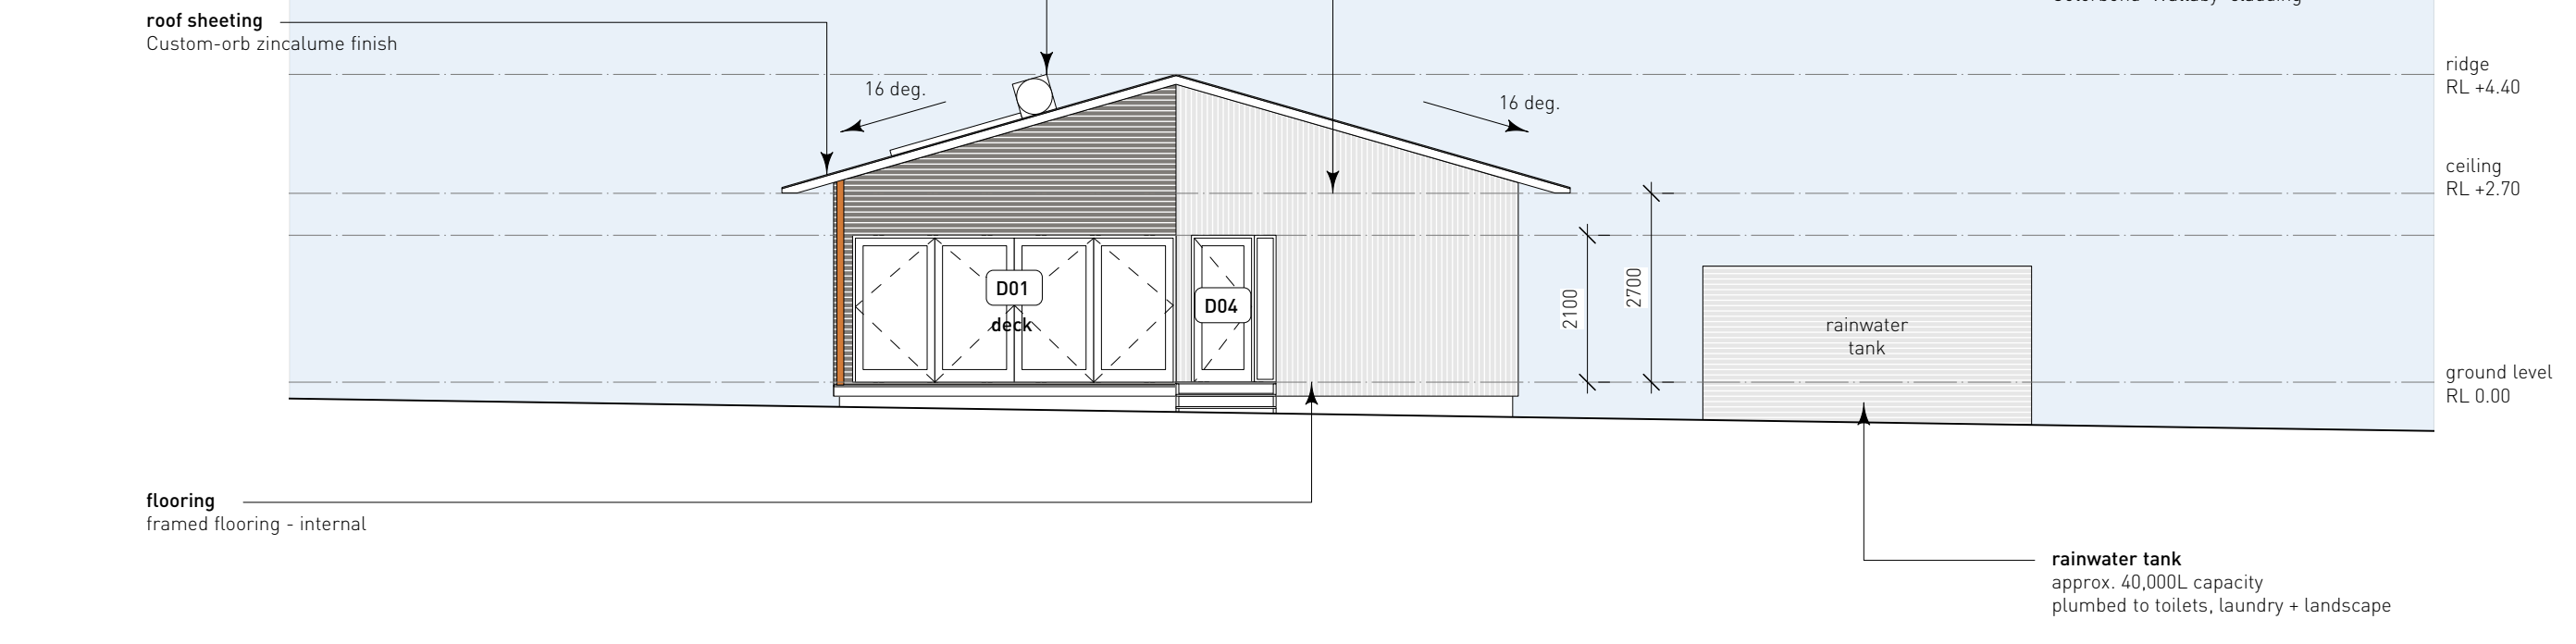 roof sheeting
Custom-orb zincalume finish
16 deg.
16 deg.
ridge
RL +4.40
ceiling
RL +2.70
D01
deck
D04
2100
2700
rainwater
tank
ground level
RL 0.00
flooring
framed flooring - internal
rainwater tank
approx. 40,000L capacity
plumbed to toilets, laundry + landscape